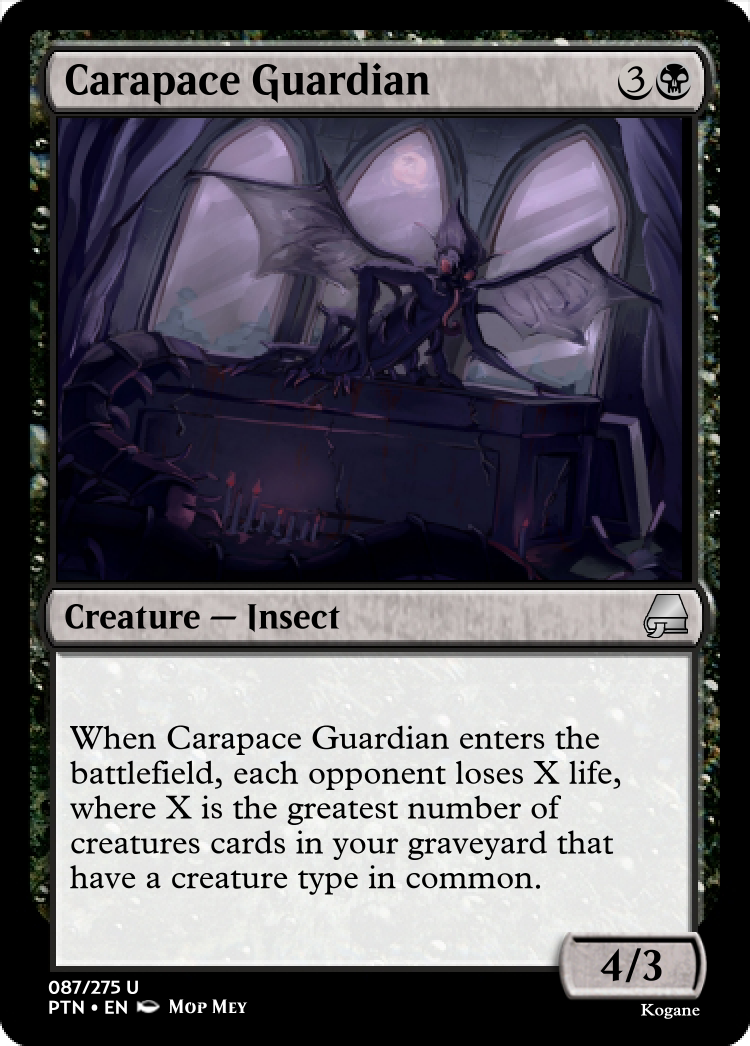 Carapace Guardian 3
Creature — Insect
When Carapace Guardian enters the
battlefield, each opponent loses X life,
where X is the greatest number of
creatures cards in your graveyard that
have a creature type in common.
4/3
087/275 U
PTN • EN Mop Mey
Kogane